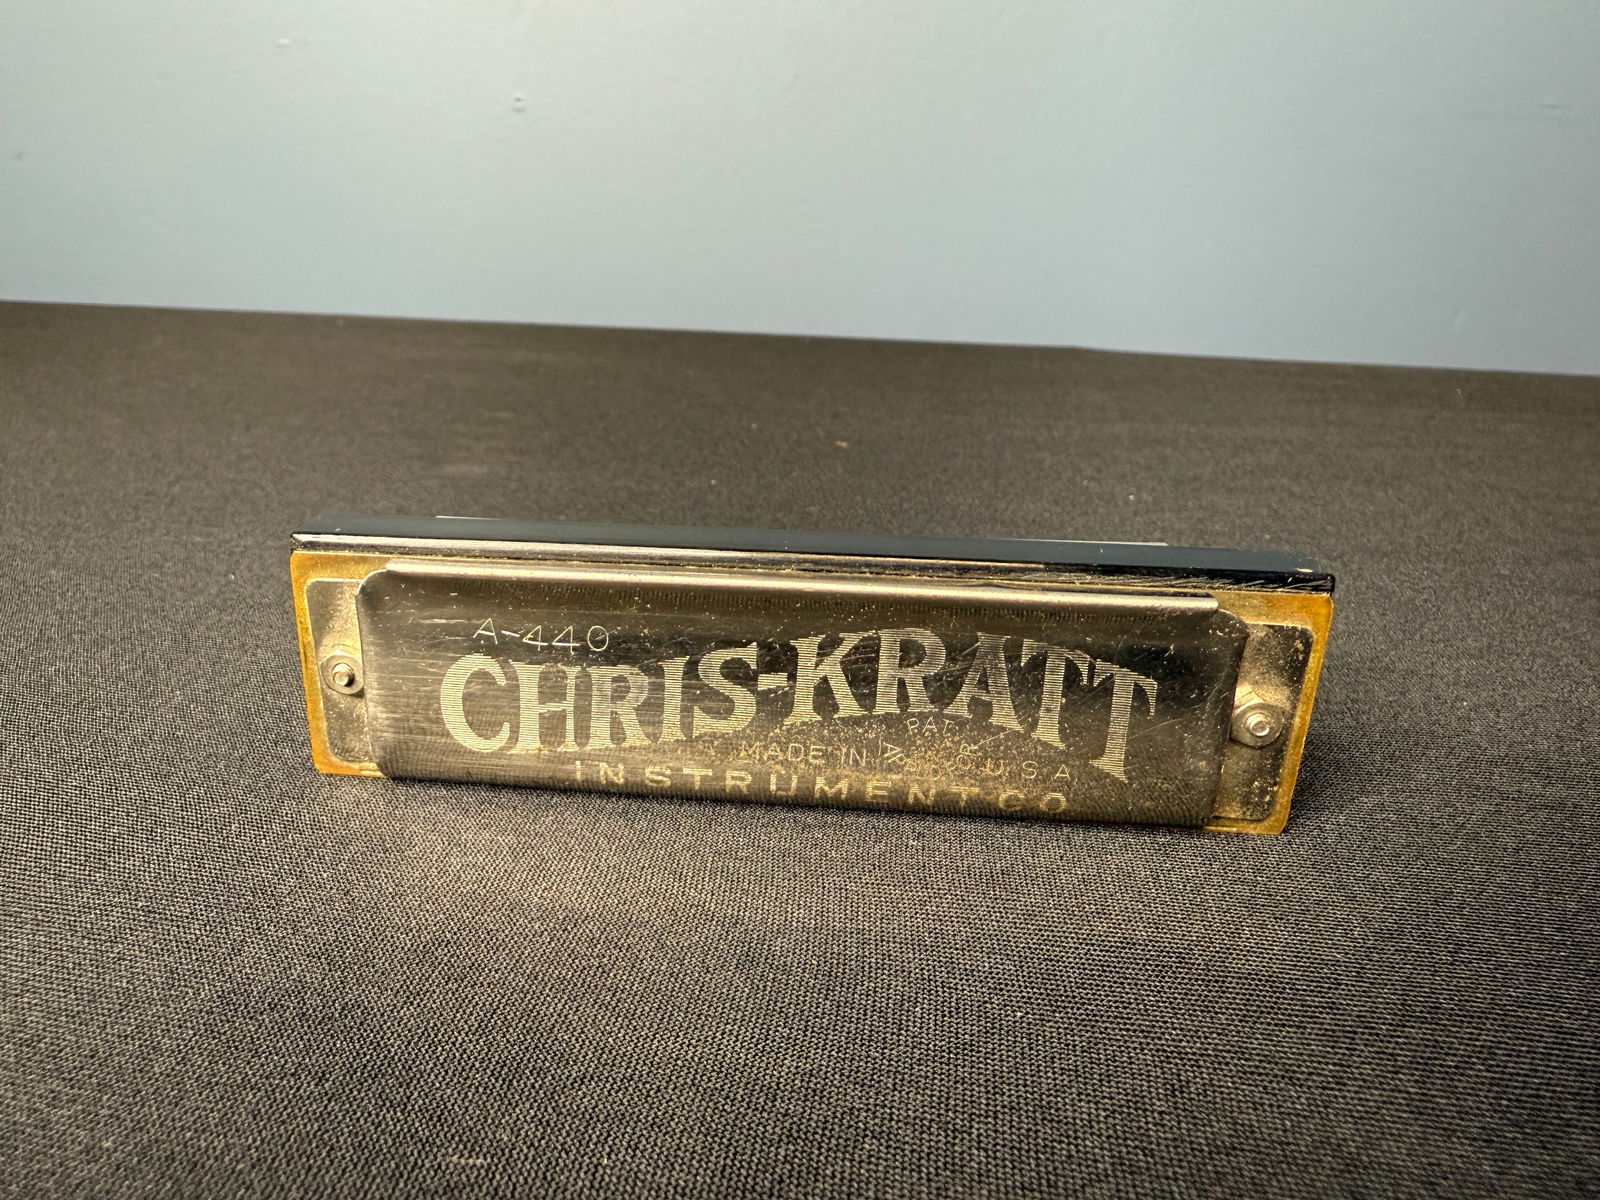 A-440
CHRIS-KRATT
PAT.
MADE IN U.S.A
INSTRUMENT CO